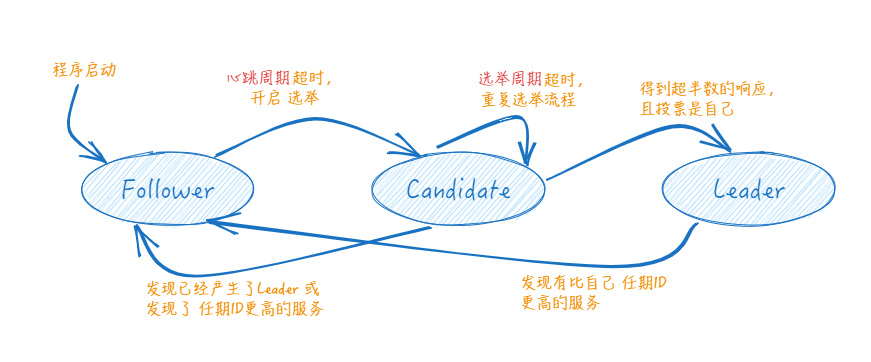 程序启动
心跳周期超时，
开启 选举
选举周期超时，
重复选举流程
得到超半数的响应，
且投票是自己
Follower
Candidate
Leader
发现已经产生了Leader 或
发现了 任期ID更高的服务
发现有比自己 任期ID
更高的服务